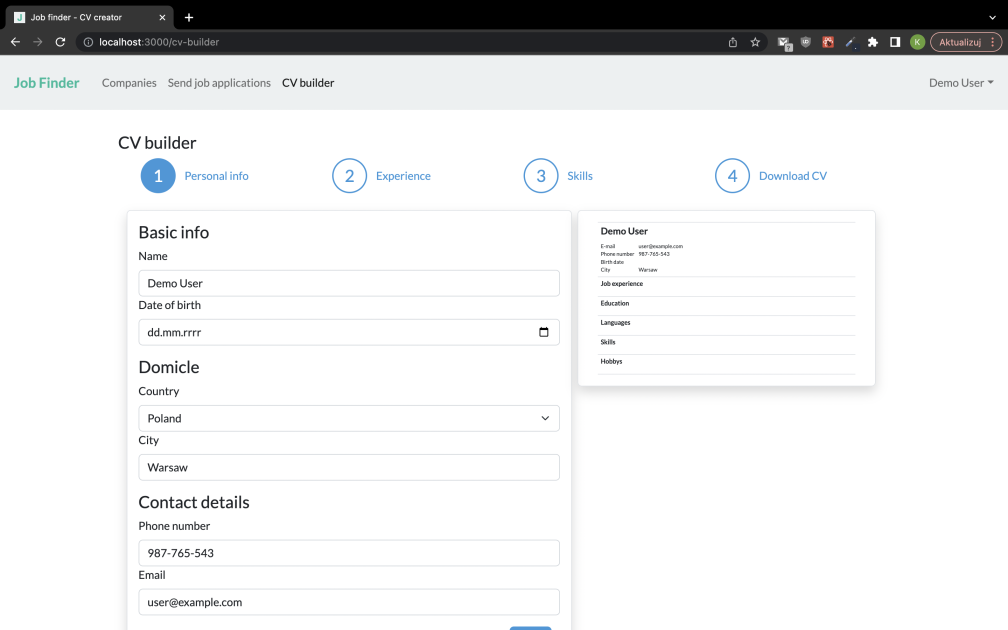 Job finder - CV creator
localhost:3000/cv-builder
K
Aktualizuj
Job Finder
Companies
Send job applications
CV builder
Demo User
CV builder
1 Personal info
2 Experience
3 Skills
4 Download CV
Basic info
Name
Demo User
Date of birth
dd.mm.rrrr
Domicle
Country
Poland
City
Warsaw
Contact details
Phone number
987-765-543
Email
user@example.com
Demo User
E-mail user@example.com
Phone number 987-765-543
Birth date
City Warsaw
Job experience
Education
Languages
Skills
Hobbys